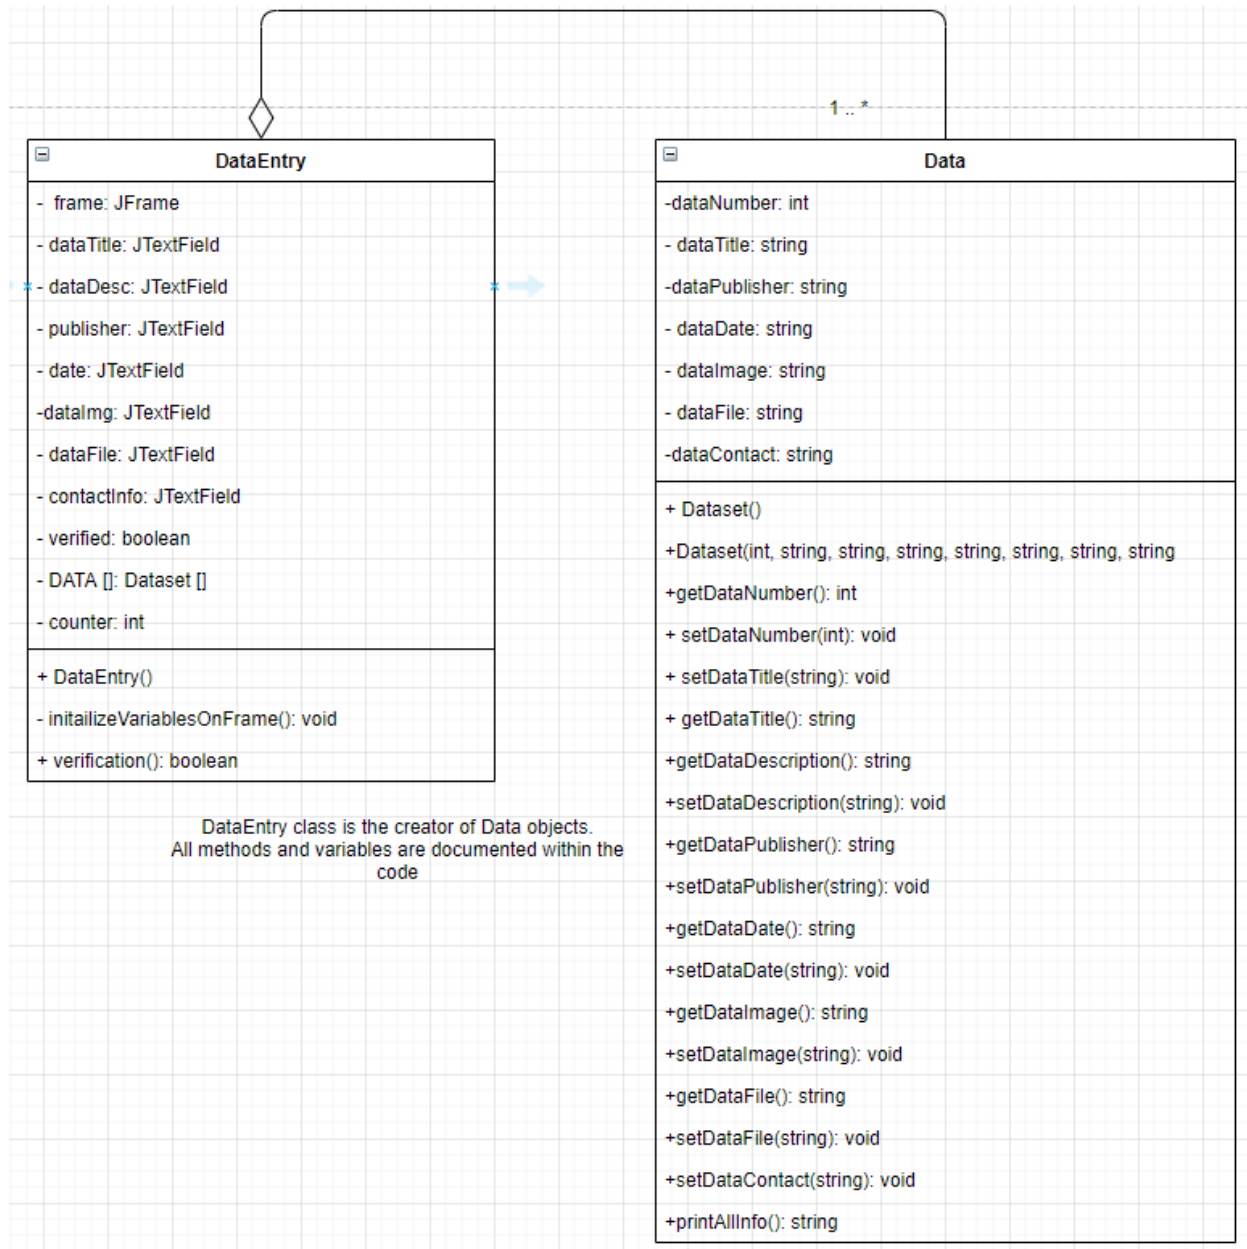 1 .. *
DataEntry
- frame: JFrame
- dataTitle: JTextField
- dataDesc: JTextField
- publisher: JTextField
- date: JTextField
-dataImg: JTextField
- dataFile: JTextField
- contactInfo: JTextField
- verified: boolean
- DATA []: Dataset []
- counter: int
+ DataEntry()
- initailizeVariablesOnFrame(): void
+ verification(): boolean
DataEntry class is the creator of Data objects.
All methods and variables are documented within the
code
Data
-dataNumber: int
- dataTitle: string
-dataPublisher: string
- dataDate: string
- dataImage: string
- dataFile: string
-dataContact: string
+ Dataset()
+Dataset(int, string, string, string, string, string, string, string
+getDataNumber(): int
+ setDataNumber(int): void
+ setDataTitle(string): void
+ getDataTitle(): string
+getDataDescription(): string
+setDataDescription(string): void
+getDataPublisher(): string
+setDataPublisher(string): void
+getDataDate(): string
+setDataDate(string): void
+getDataImage(): string
+setDataImage(string): void
+getDataFile(): string
+setDataFile(string): void
+setDataContact(string): void
+printAllInfo(): string